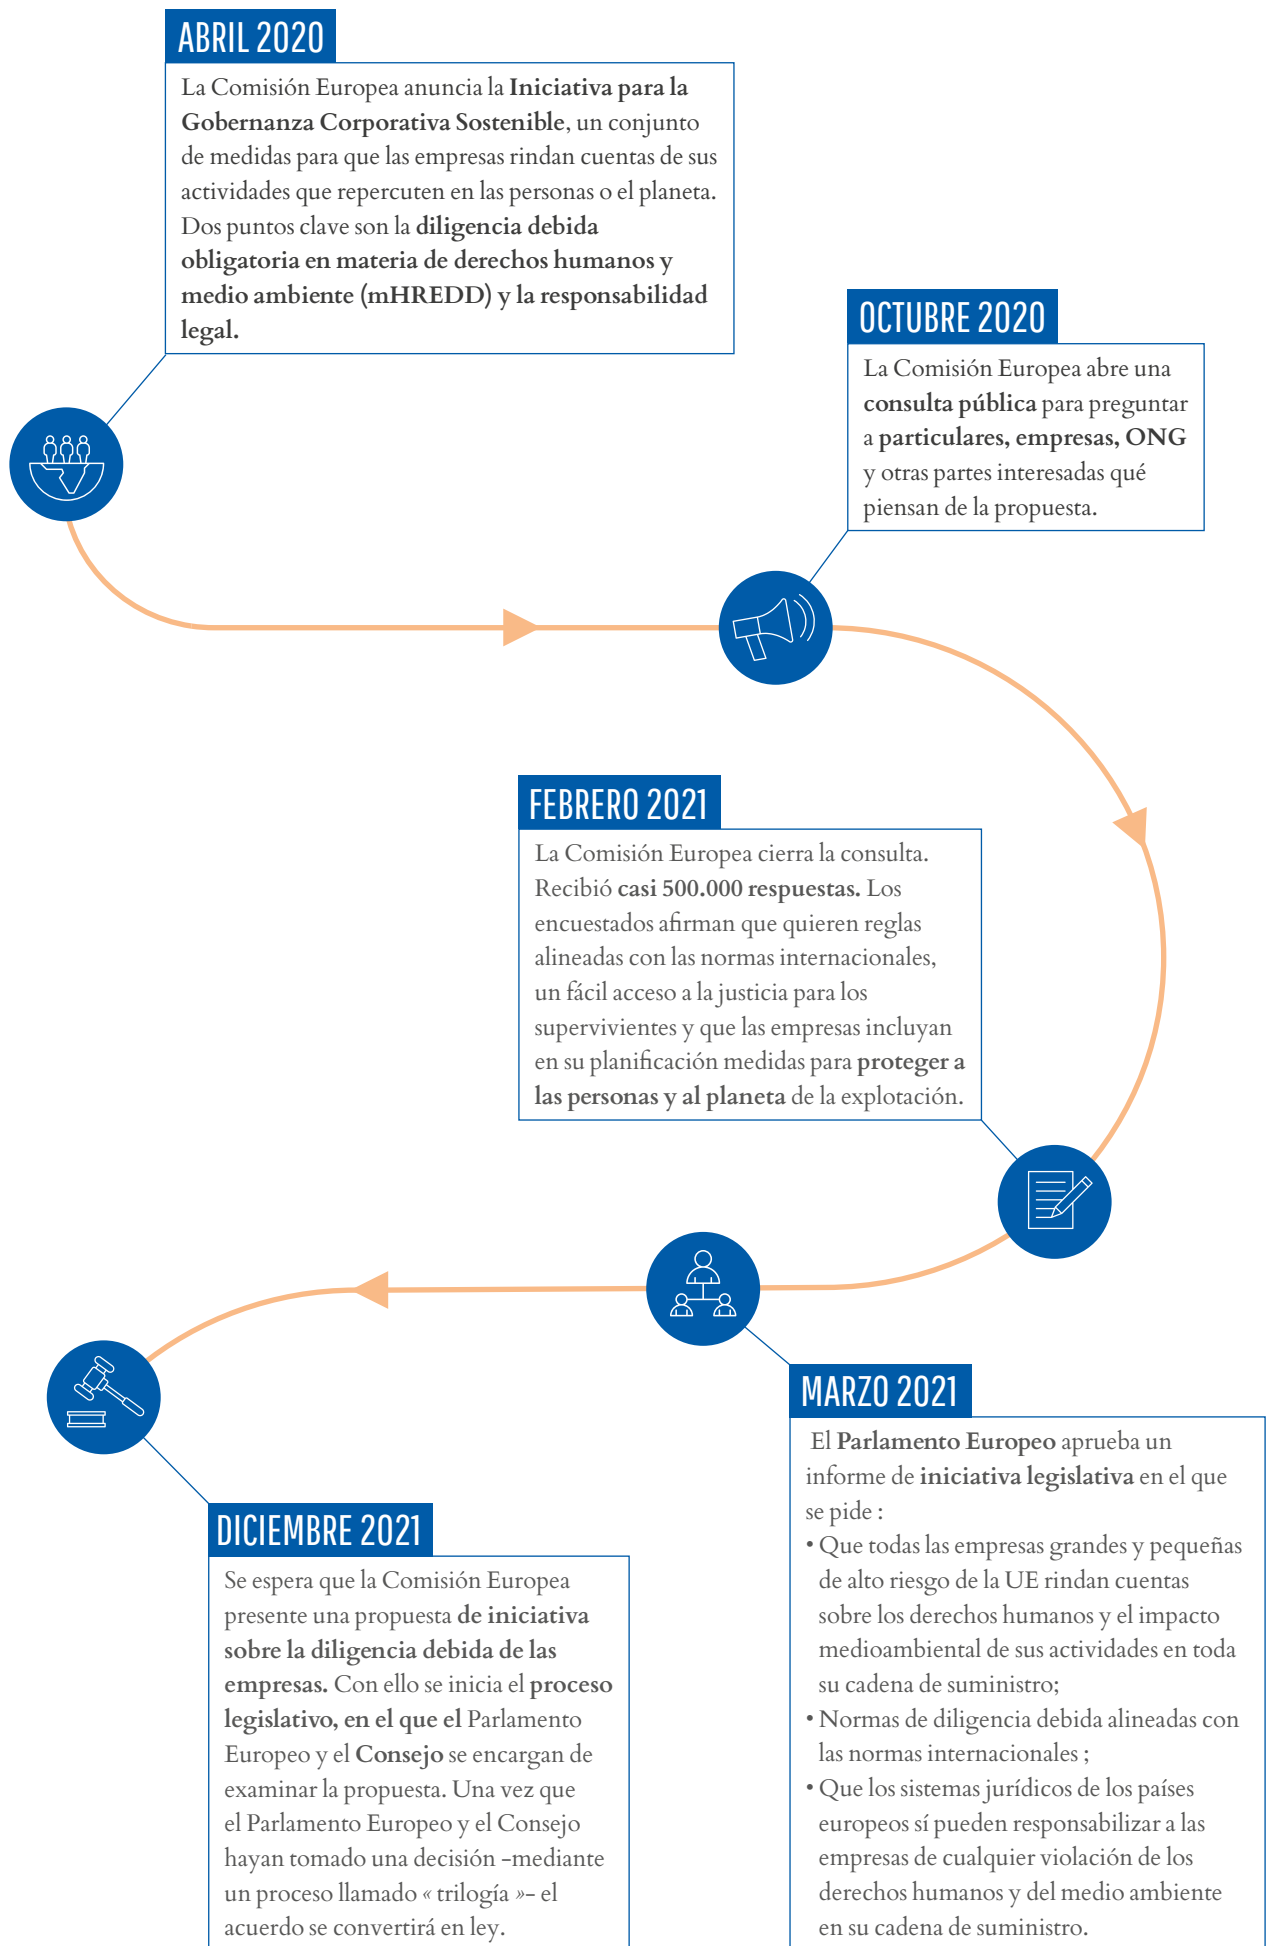 ABRIL 2020
La Comisión Europea anuncia la Iniciativa para la
Gobernanza Corporativa Sostenible, un conjunto
de medidas para que las empresas rindan cuentas de sus
actividades que repercuten en las personas o el planeta.
Dos puntos clave son la diligencia debida
obligatoria en materia de derechos humanos y
medio ambiente (mHREDD) y la responsabilidad
legal.
OCTUBRE 2020
La Comisión Europea abre una
consulta pública para preguntar
a particulares, empresas, ONG
y otras partes interesadas qué
piensan de la propuesta.
FEBRERO 2021
La Comisión Europea cierra la consulta.
Recibió casi 500.000 respuestas. Los
encuestados afirman que quieren reglas
alineadas con las normas internacionales,
un fácil acceso a la justicia para los
supervivientes y que las empresas incluyan
en su planificación medidas para proteger a
las personas y al planeta de la explotación.
MARZO 2021
El Parlamento Europeo aprueba un
informe de iniciativa legislativa en el que
se pide :
• Que todas las empresas grandes y pequeñas
de alto riesgo de la UE rindan cuentas
sobre los derechos humanos y el impacto
medioambiental de sus actividades en toda
su cadena de suministro;
• Normas de diligencia debida alineadas con
las normas internacionales ;
• Que los sistemas jurídicos de los países
europeos sí pueden responsabilizar a las
empresas de cualquier violación de los
derechos humanos y del medio ambiente
en su cadena de suministro.
DICIEMBRE 2021
Se espera que la Comisión Europea
presente una propuesta de iniciativa
sobre la diligencia debida de las
empresas. Con ello se inicia el proceso
legislativo, en el que el Parlamento
Europeo y el Consejo se encargan de
examinar la propuesta. Una vez que
el Parlamento Europeo y el Consejo
hayan tomado una decisión -mediante
un proceso llamado « trilogía »- el
acuerdo se convertirá en ley.